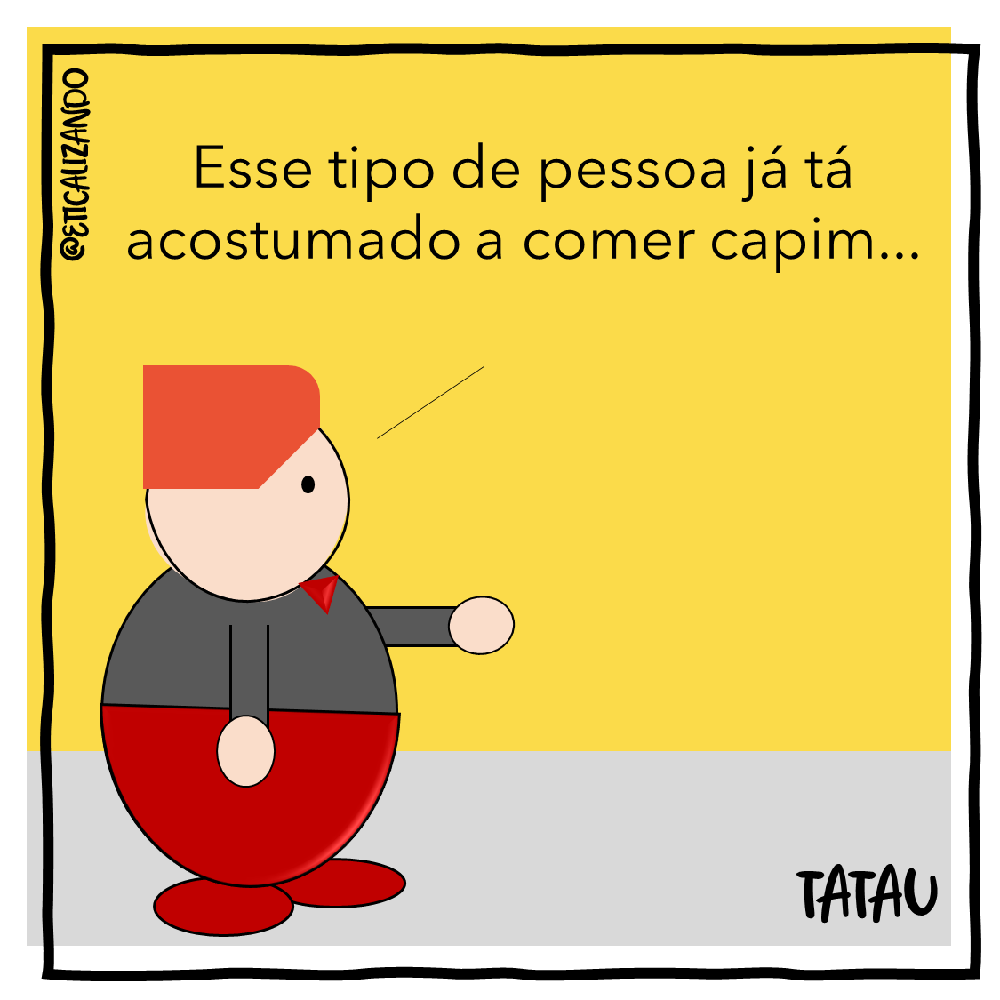 @ETICALIZANDO
Esse tipo de pessoa já tá
acostumado a comer capim...
TATAU